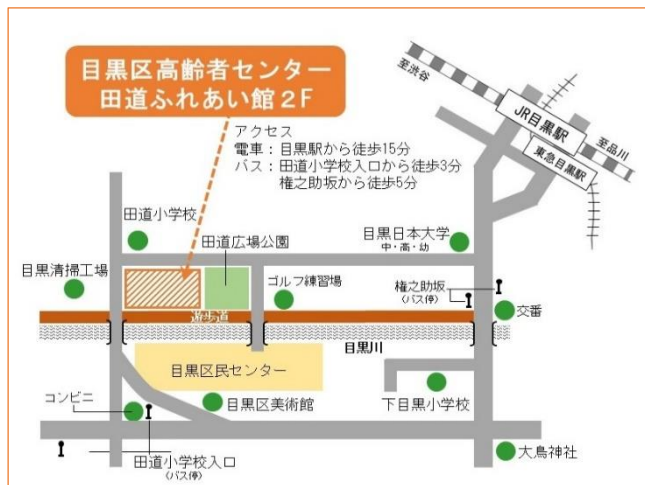 目黒区高齢者センター
田道ふれあい館２F
至渋谷
JR目黒駅
至品川
東急目黒駅
アクセス
電車：目黒駅から徒歩15分
バス：田道小学校入口から徒歩3分
権之助坂から徒歩5分
田道小学校
田道広場公園
目黒日本大学
中・高・幼
目黒清掃工場
ゴルフ練習場
権之助坂
（バス停）
交番
遊歩道
目黒川
目黒区民センター
コンビニ
目黒区美術館
下目黒小学校
田道小学校入口
（バス停）
大鳥神社